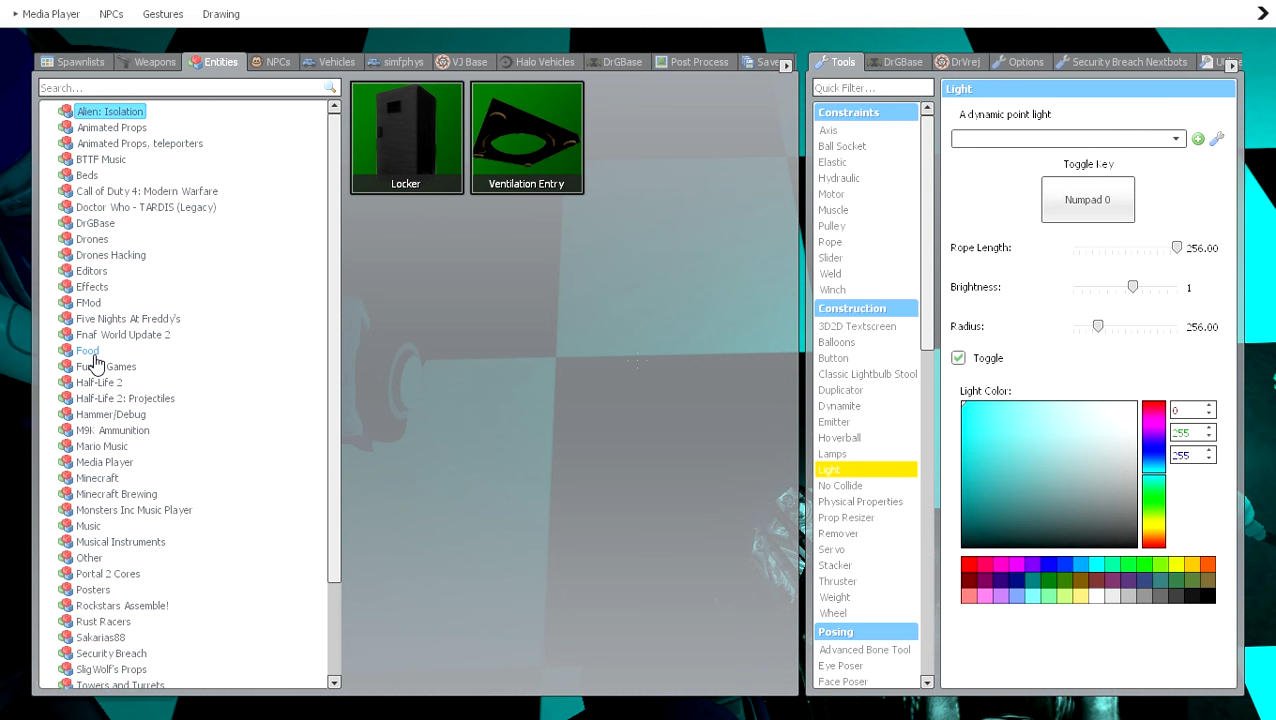 Media Player NPCs Gestures Drawing
Spawnlists Weapons Entities NPCs Vehicles simfphys VJ Base Halo Vehicles DrGBase Post Process Save
Tools DrGBase DrVrej Options Security Breach Nextbots
Search...
Alien: Isolation
Animated Props
Animated Props, teleporters
BTTF Music
Beds
Call of Duty 4: Modern Warfare
Doctor Who - TARDIS (Legacy)
DrGBase
Drones
Drones Hacking
Editors
Effects
FMod
Five Nights At Freddy's
Fnaf World Update 2
Food
Games
Half-Life 2
Half-Life 2: Projectiles
Hammer/Debug
M9K Ammunition
Mario Music
Media Player
Minecraft
Minecraft Brewing
Monsters Inc Music Player
Music
Musical Instruments
Other
Portal 2 Cores
Posters
Rockstars Assemble!
Rust Racers
Sakarias88
Security Breach
SligWolf's Props
Towers and Turrets
Locker
Ventilation Entry
Quick Filter...
Constraints
Axis
Ball Socket
Elastic
Hydraulic
Motor
Muscle
Pulley
Rope
Slider
Weld
Winch
Construction
3D2D Textscreen
Balloons
Button
Classic Lightbulb Stool
Duplicator
Dynamite
Emitter
Hoverball
Lamps
Light
No Collide
Physical Properties
Prop Resizer
Remover
Servo
Stacker
Thruster
Weight
Wheel
Posing
Advanced Bone Tool
Eye Poser
Face Poser
Light
A dynamic point light
Toggle Key
Numpad 0
Rope Length: 256.00
Brightness: 1
Radius: 256.00
Toggle
Light Color:
0
255
255